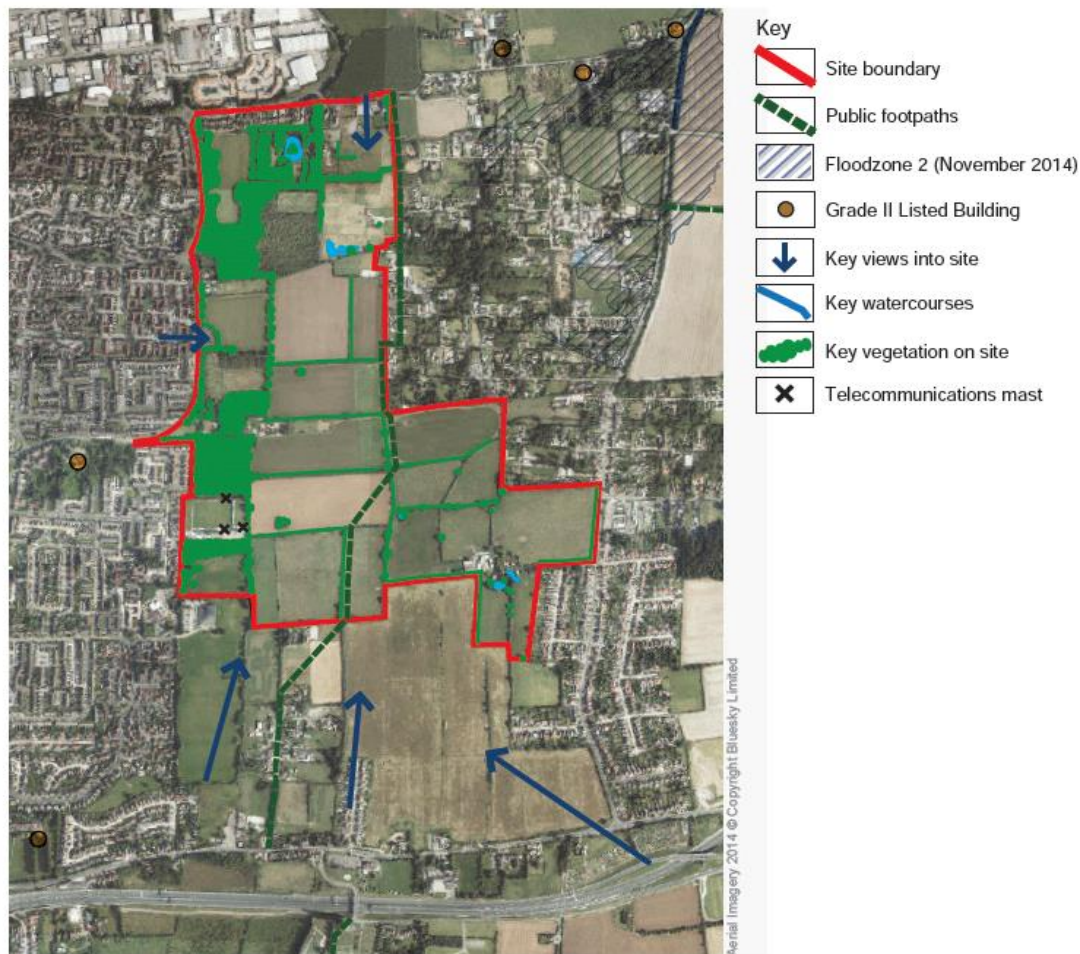 Key
Site boundary
Public footpaths
Floodzone 2 (November 2014)
Grade II Listed Building
Key views into site
Key watercourses
Key vegetation on site
Telecommunications mast
Aerial Imagery 2014 © Copyright Bluesky Limited